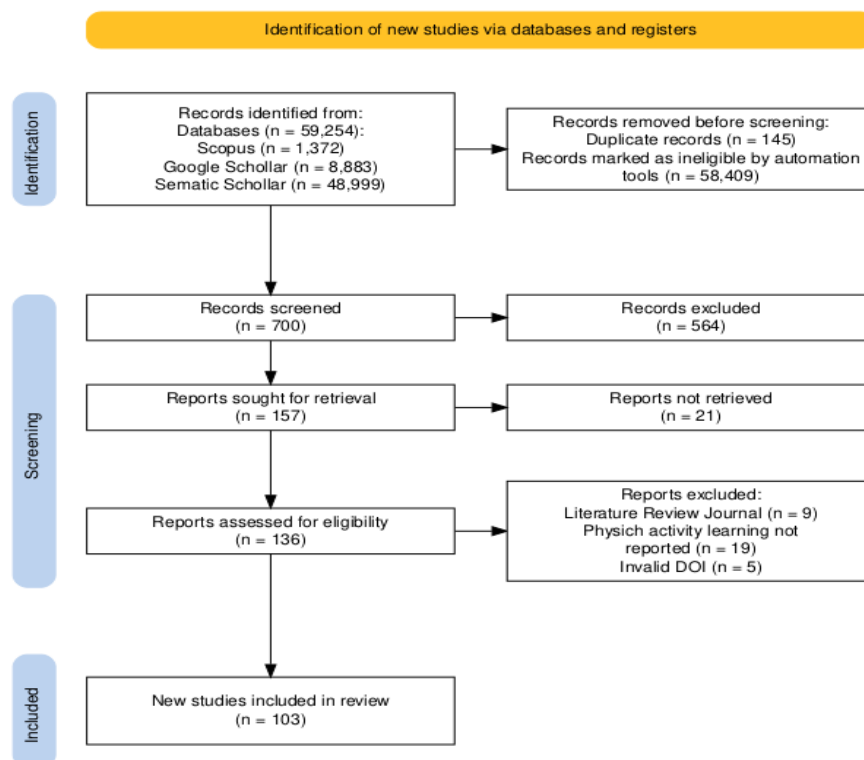 Identification of new studies via databases and registers
Identification
Records identified from:
Databases (n = 59,254):
Scopus (n = 1,372)
Google Schollar (n = 8,883)
Sematic Schollar (n = 48,999)
Records removed before screening:
Duplicate records (n = 145)
Records marked as ineligible by automation
tools (n = 58,409)
Screening
Records screened
(n = 700)
Records excluded
(n = 564)
Reports sought for retrieval
(n = 157)
Reports not retrieved
(n = 21)
Reports assessed for eligibility
(n = 136)
Reports excluded:
Literature Review Journal (n = 9)
Physich activity learning not
reported (n = 19)
Invalid DOI (n = 5)
Included
New studies included in review
(n = 103)